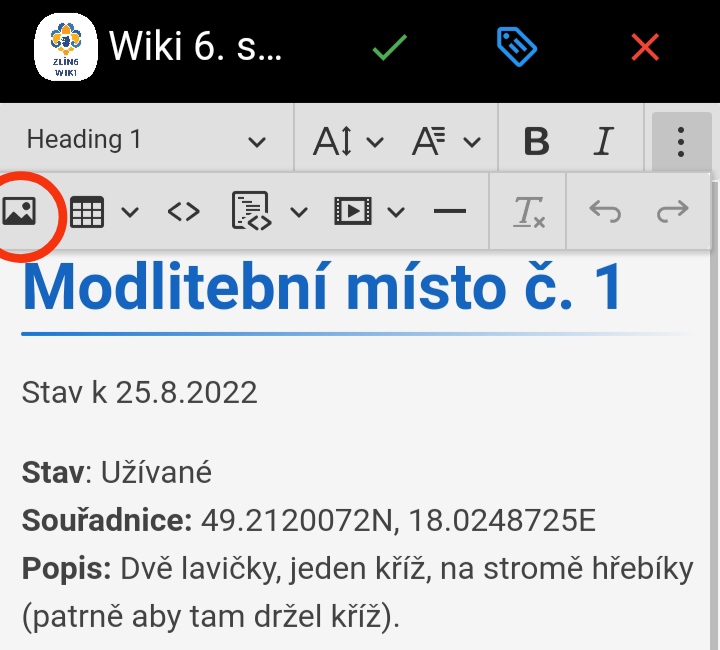 ZLÍN6
WIKI
Wiki 6. s...
Heading 1
B I
Modlitební místo č. 1
Stav k 25.8.2022
Stav: Užívané
Souřadnice: 49.2120072N, 18.0248725E
Popis: Dvě lavičky, jeden kříž, na stromě hřebíky
(patrně aby tam držel kříž).